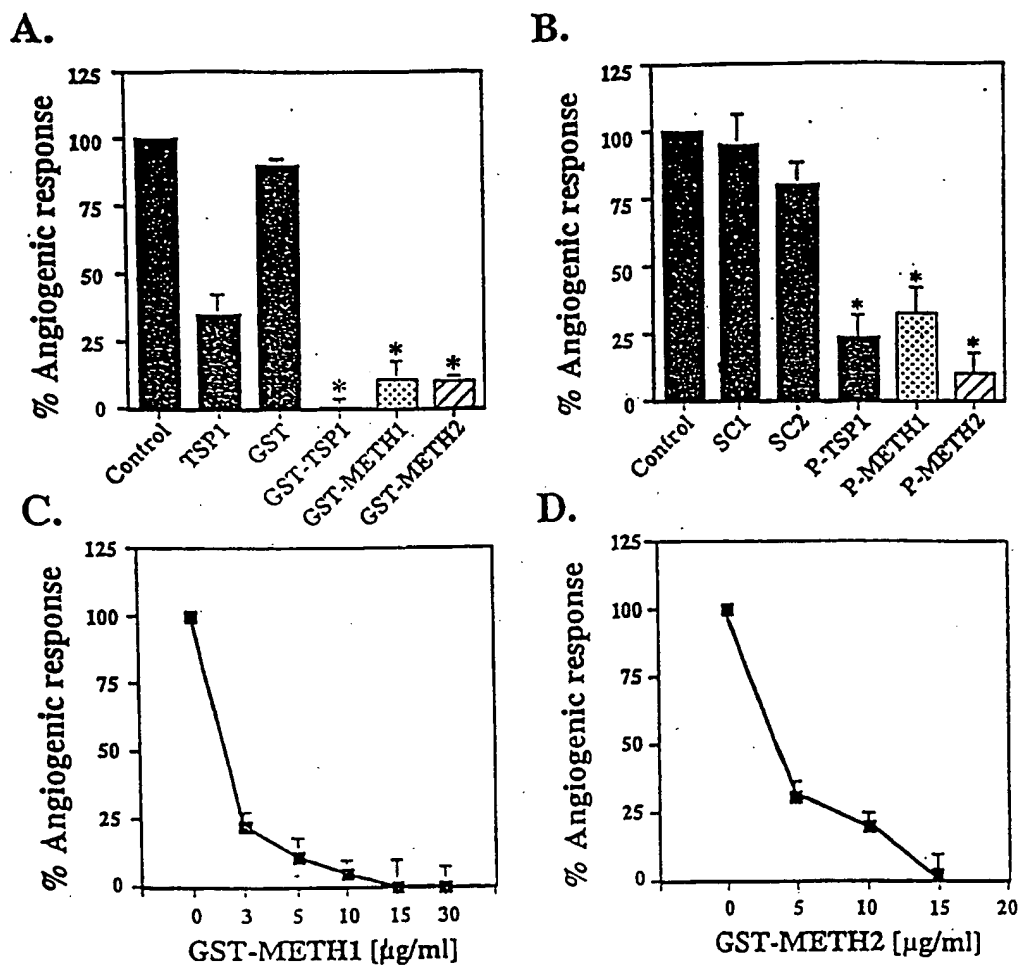 A.
% Angiogenic response
125
100
75
50
25
0
*
*
*
Control
TSP1
GST
GST-TSP1
GST-METH1
GST-METH2
B.
% Angiogenic response
125
100
75
50
25
0
*
*
*
Control
SC1
SC2
P-TSP1
P-METH1
P-METH2
C.
% Angiogenic response
125
100
75
50
25
0
0 3 5 10 15 30
GST-METH1 [µg/ml]
D.
% Angiogenic response
125
100
75
50
25
0
0 5 10 15 20
GST-METH2 [µg/ml]